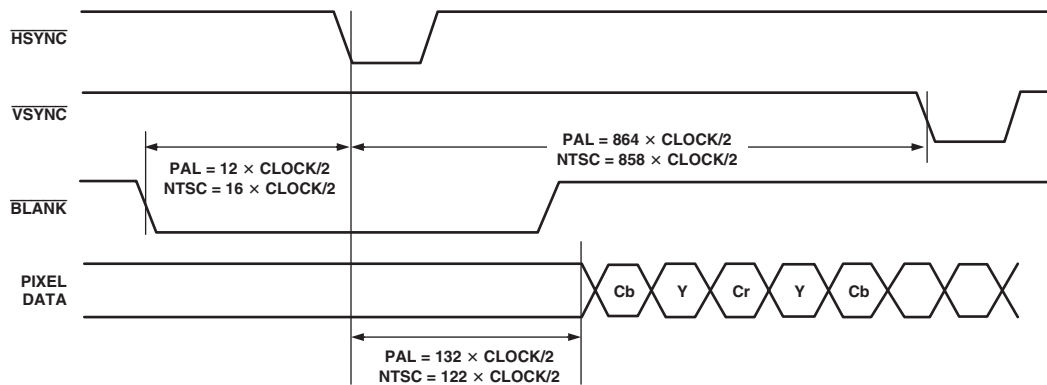 HSYNC
VSYNC
PAL = 12 × CLOCK/2
NTSC = 16 × CLOCK/2
PAL = 864 × CLOCK/2
NTSC = 858 × CLOCK/2
BLANK
PIXEL
DATA
Cb Y Cr Y Cb
PAL = 132 × CLOCK/2
NTSC = 122 × CLOCK/2